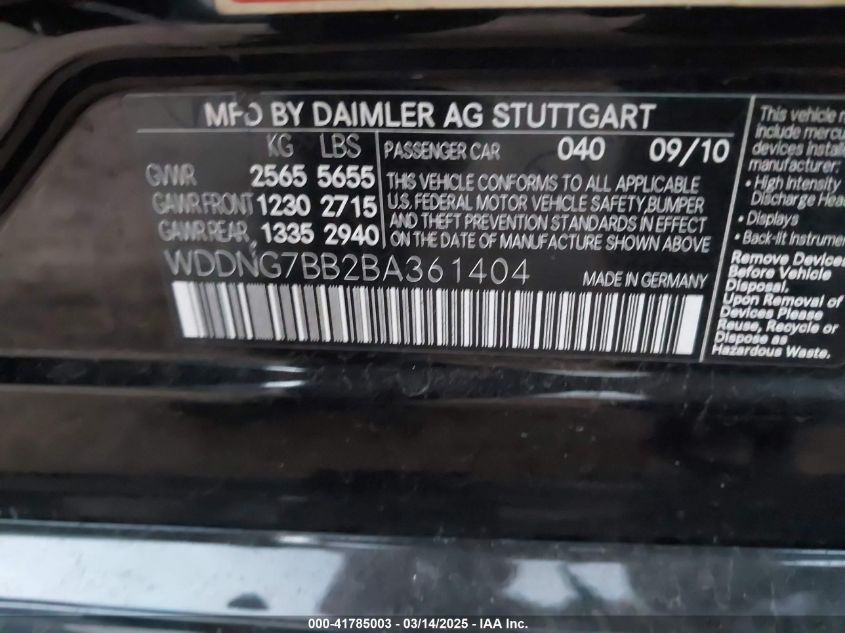 MFD BY DAIMLER AG STUTTGART
KG LBS
GVWR 2565 5655
GAWR FRONT 1230 2715
GAWR REAR, 1335 2940
PASSENGER CAR 040 09/10
THIS VEHICLE CONFORMS TO ALL APPLICABLE
U.S. FEDERAL MOTOR VEHICLE SAFETY, BUMPER
AND THEFT PREVENTION STANDARDS IN EFFECT
ON THE DATE OF MANUFACTURE SHOWN ABOVE
WDDNG7BB2BA361404 MADE IN GERMANY
This vehicle
include
devices
manufacturer:
• High Intensity
Discharge
• Displays
• Back-lit
Remove Devices
Before Vehicle
Disposal.
Upon Removal of
Devices Please
Reuse, Recycle or
Dispose as
Hazardous Waste.
000-41785003 - 03/14/2025 - IAA Inc.